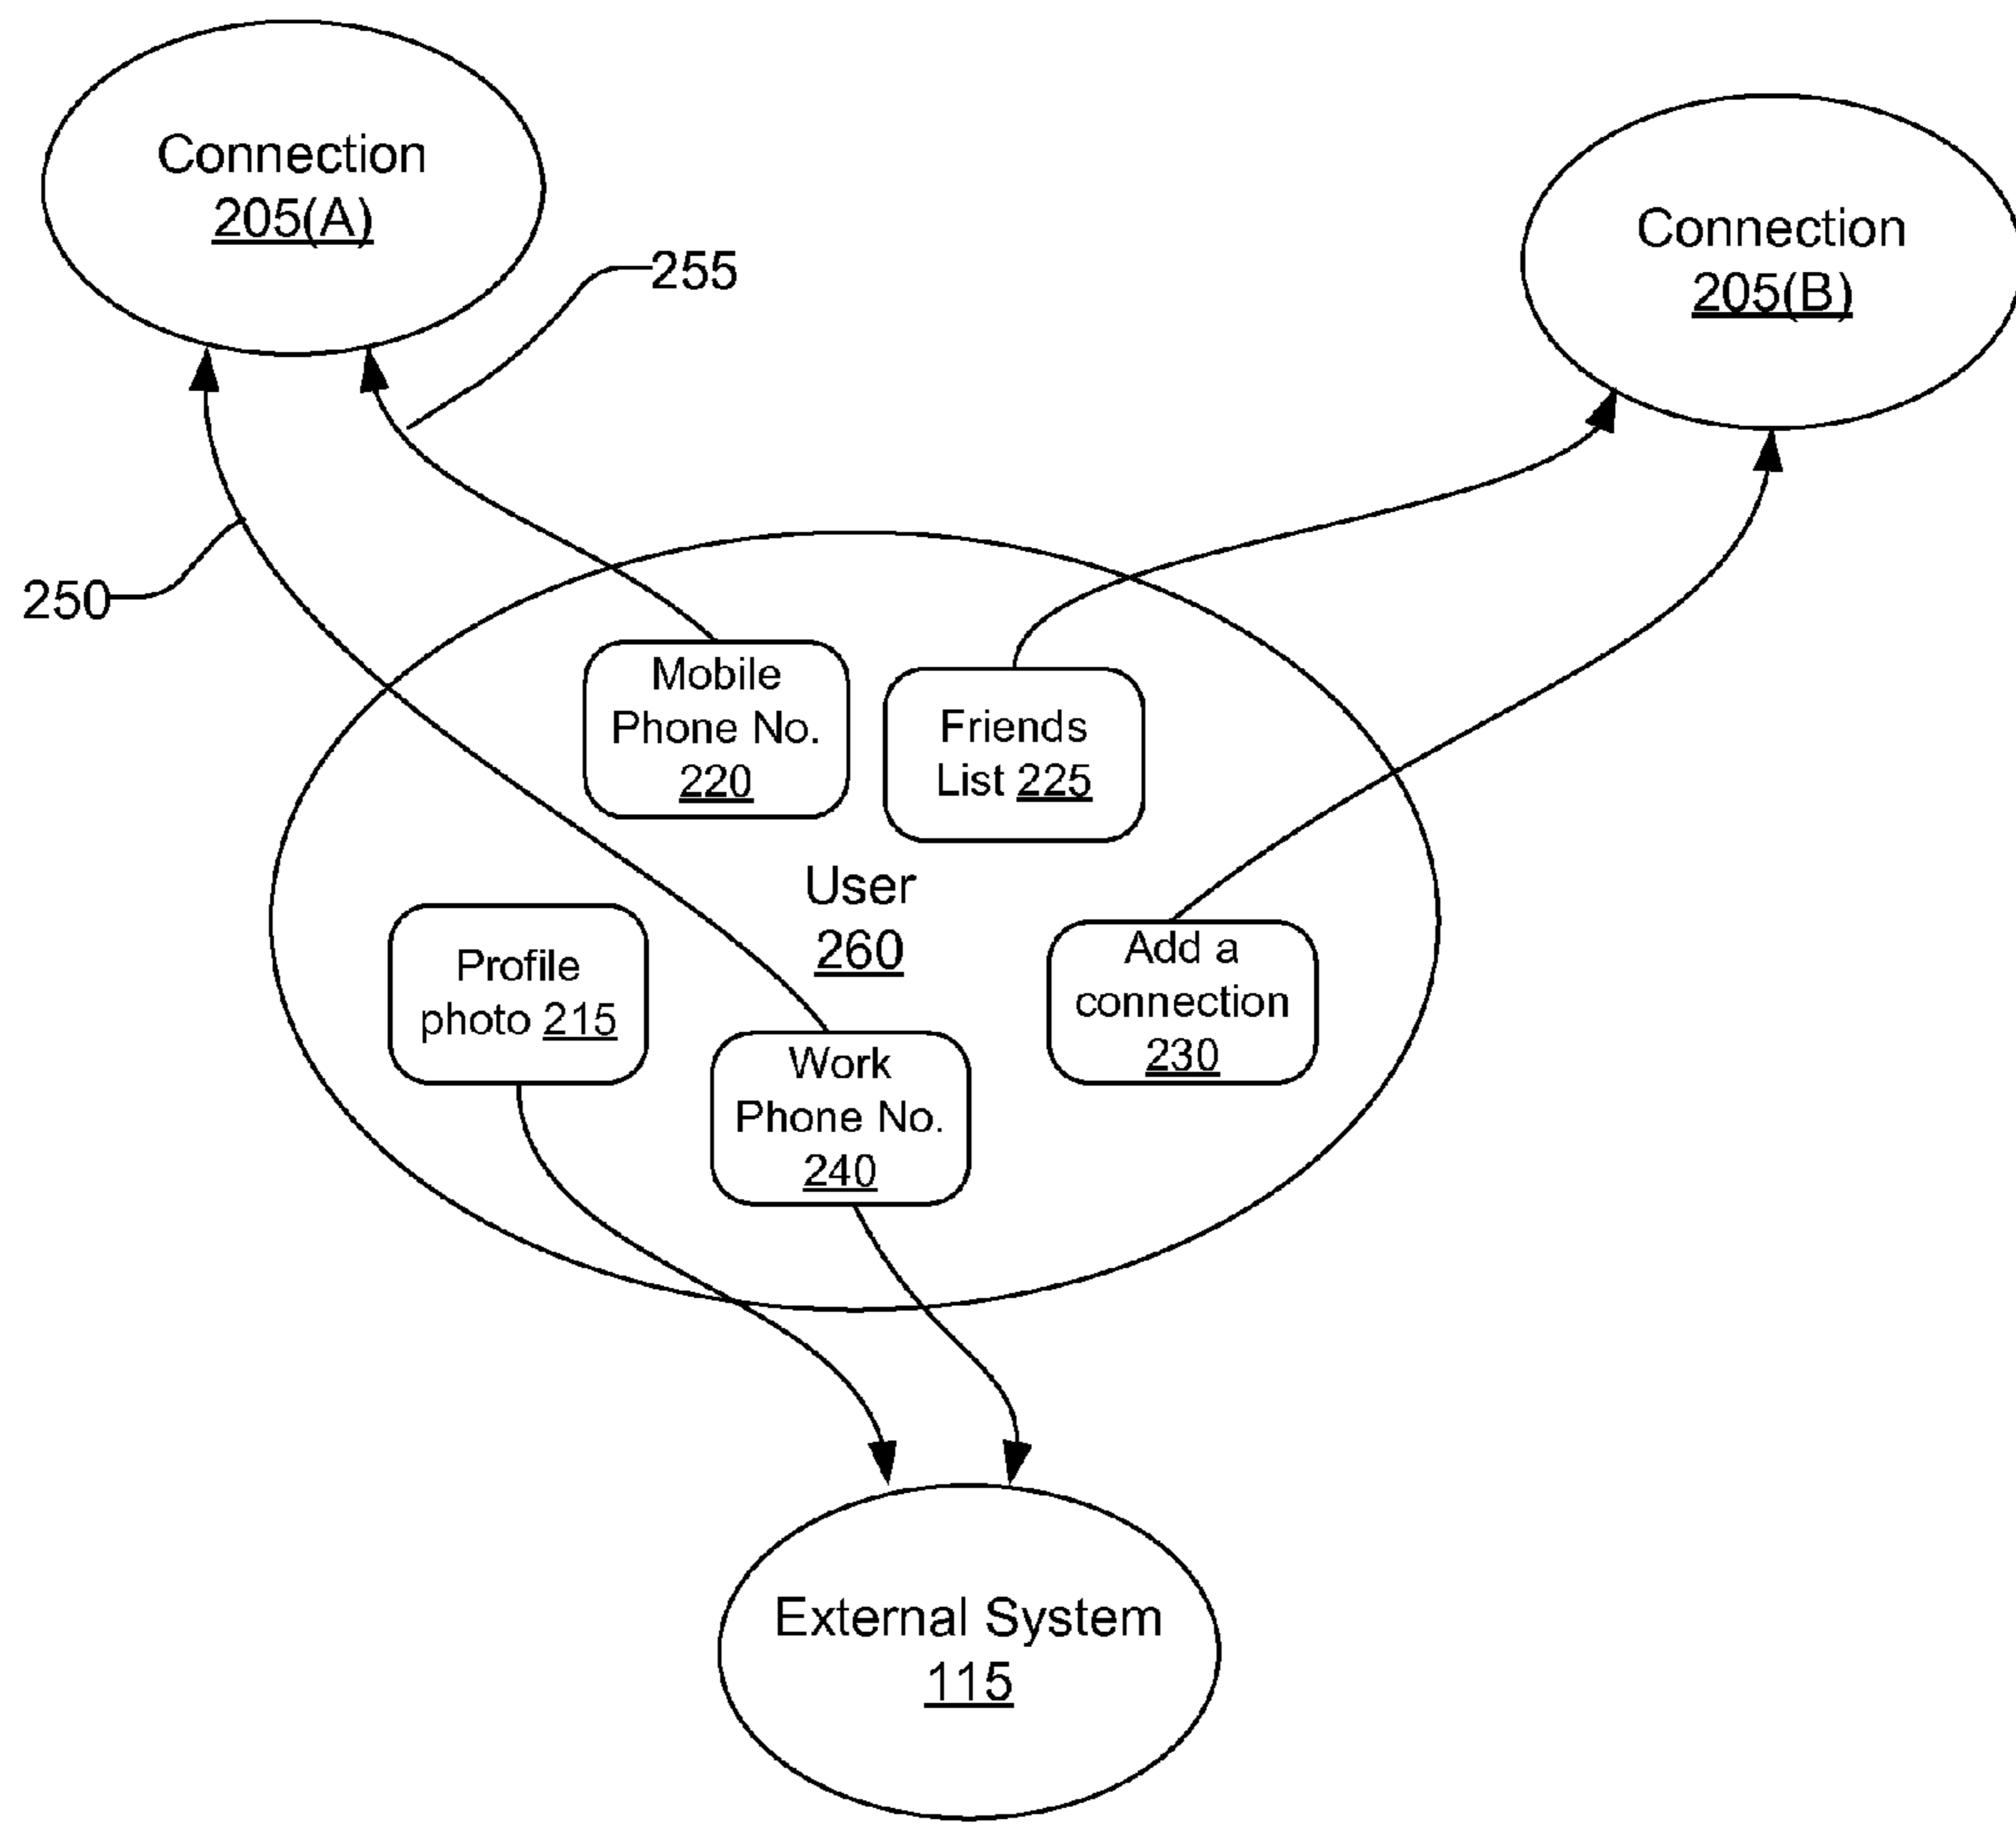 Connection
205(A)
Connection
205(B)
255
250
Mobile
Phone No.
220
Friends
List 225
User
260
Profile
photo 215
Add a
connection
230
Work
Phone No.
240
External System
115